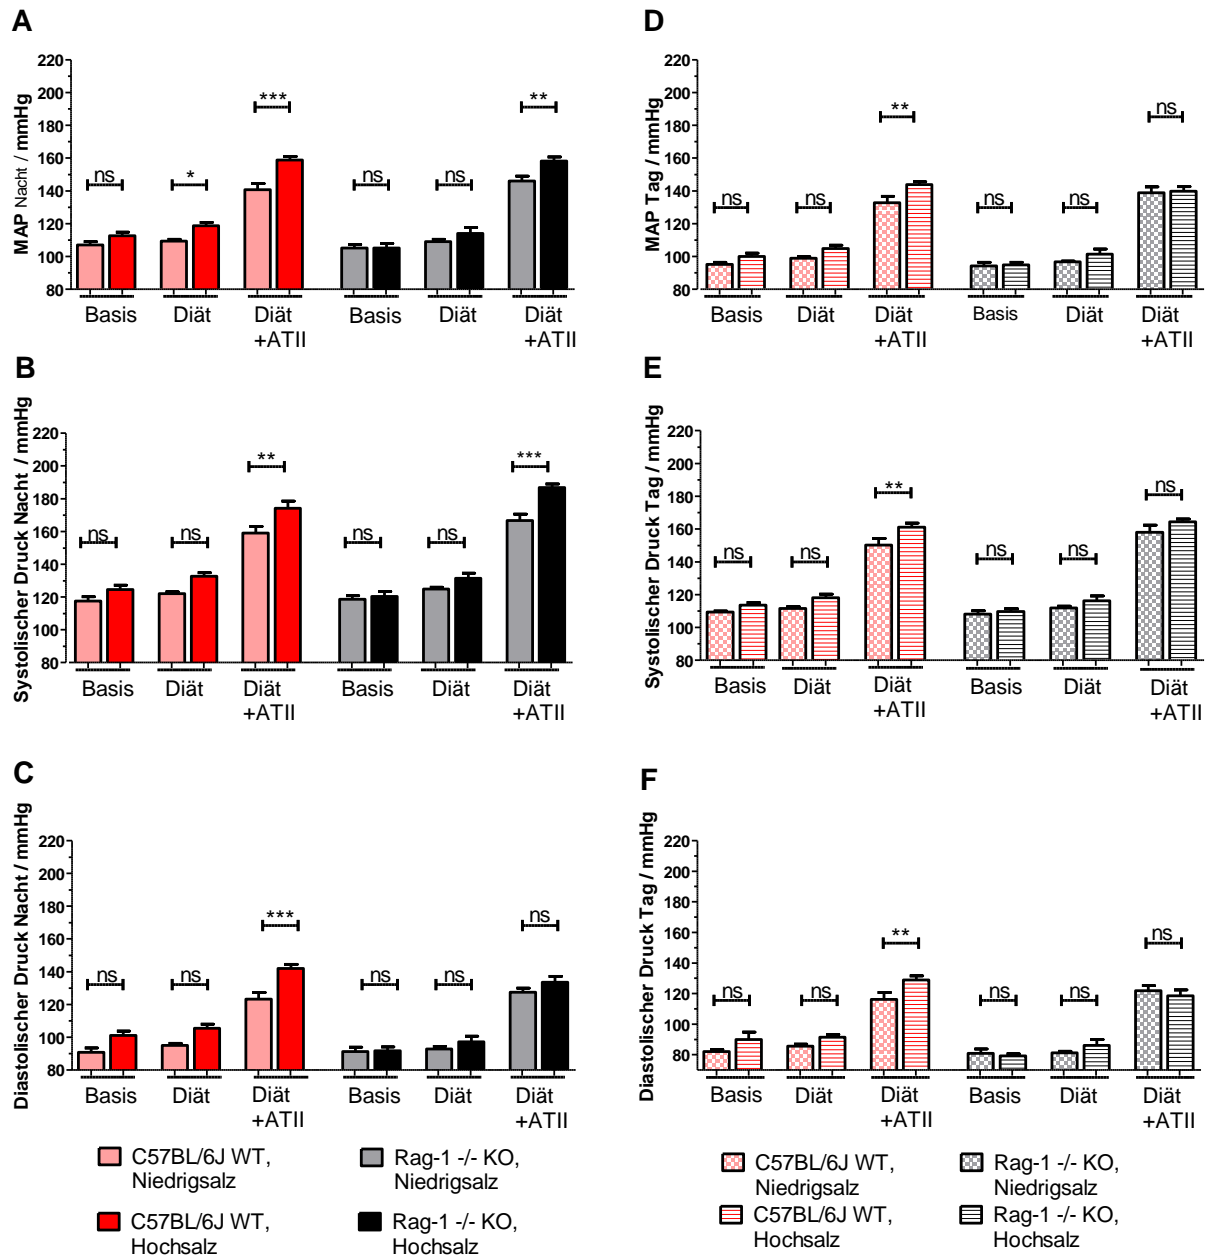 A
MAP Nacht / mmHg
220
200
180
160
140
120
100
80
ns
*
***
ns
ns
**
Basis
Diät
Diät
+ATII
Basis
Diät
Diät
+ATII
D
MAP Tag / mmHg
220
200
180
160
140
120
100
80
ns
ns
**
ns
ns
ns
Basis
Diät
Diät
+ATII
Basis
Diät
Diät
+ATII
B
Systolischer Druck Nacht / mmHg
220
200
180
160
140
120
100
80
ns
ns
**
ns
ns
***
Basis
Diät
Diät
+ATII
Basis
Diät
Diät
+ATII
E
Systolischer Druck Tag / mmHg
220
200
180
160
140
120
100
80
ns
ns
**
ns
ns
ns
Basis
Diät
Diät
+ATII
Basis
Diät
Diät
+ATII
C
Diastolischer Druck Nacht / mmHg
220
200
180
160
140
120
100
80
ns
ns
***
ns
ns
ns
Basis
Diät
Diät
+ATII
Basis
Diät
Diät
+ATII
F
Diastolischer Druck Tag / mmHg
220
200
180
160
140
120
100
80
ns
ns
**
ns
ns
ns
Basis
Diät
Diät
+ATII
Basis
Diät
Diät
+ATII
C57BL/6J WT,
Niedrigsalz
Rag-1 -/- KO,
Niedrigsalz
C57BL/6J WT,
Hochsalz
Rag-1 -/- KO,
Hochsalz
C57BL/6J WT,
Niedrigsalz
Rag-1 -/- KO,
Niedrigsalz
C57BL/6J WT,
Hochsalz
Rag-1 -/- KO,
Hochsalz